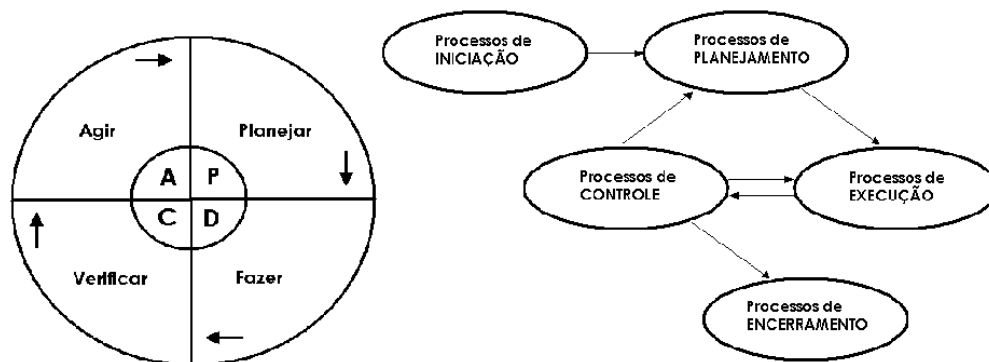 Agir
Planejar
A P
C D
Verificar
Fazer
Processos de
INICIAÇÃO
Processos de
PLANEJAMENTO
Processos de
CONTROLE
Processos de
EXECUÇÃO
Processos de
ENCERRAMENTO